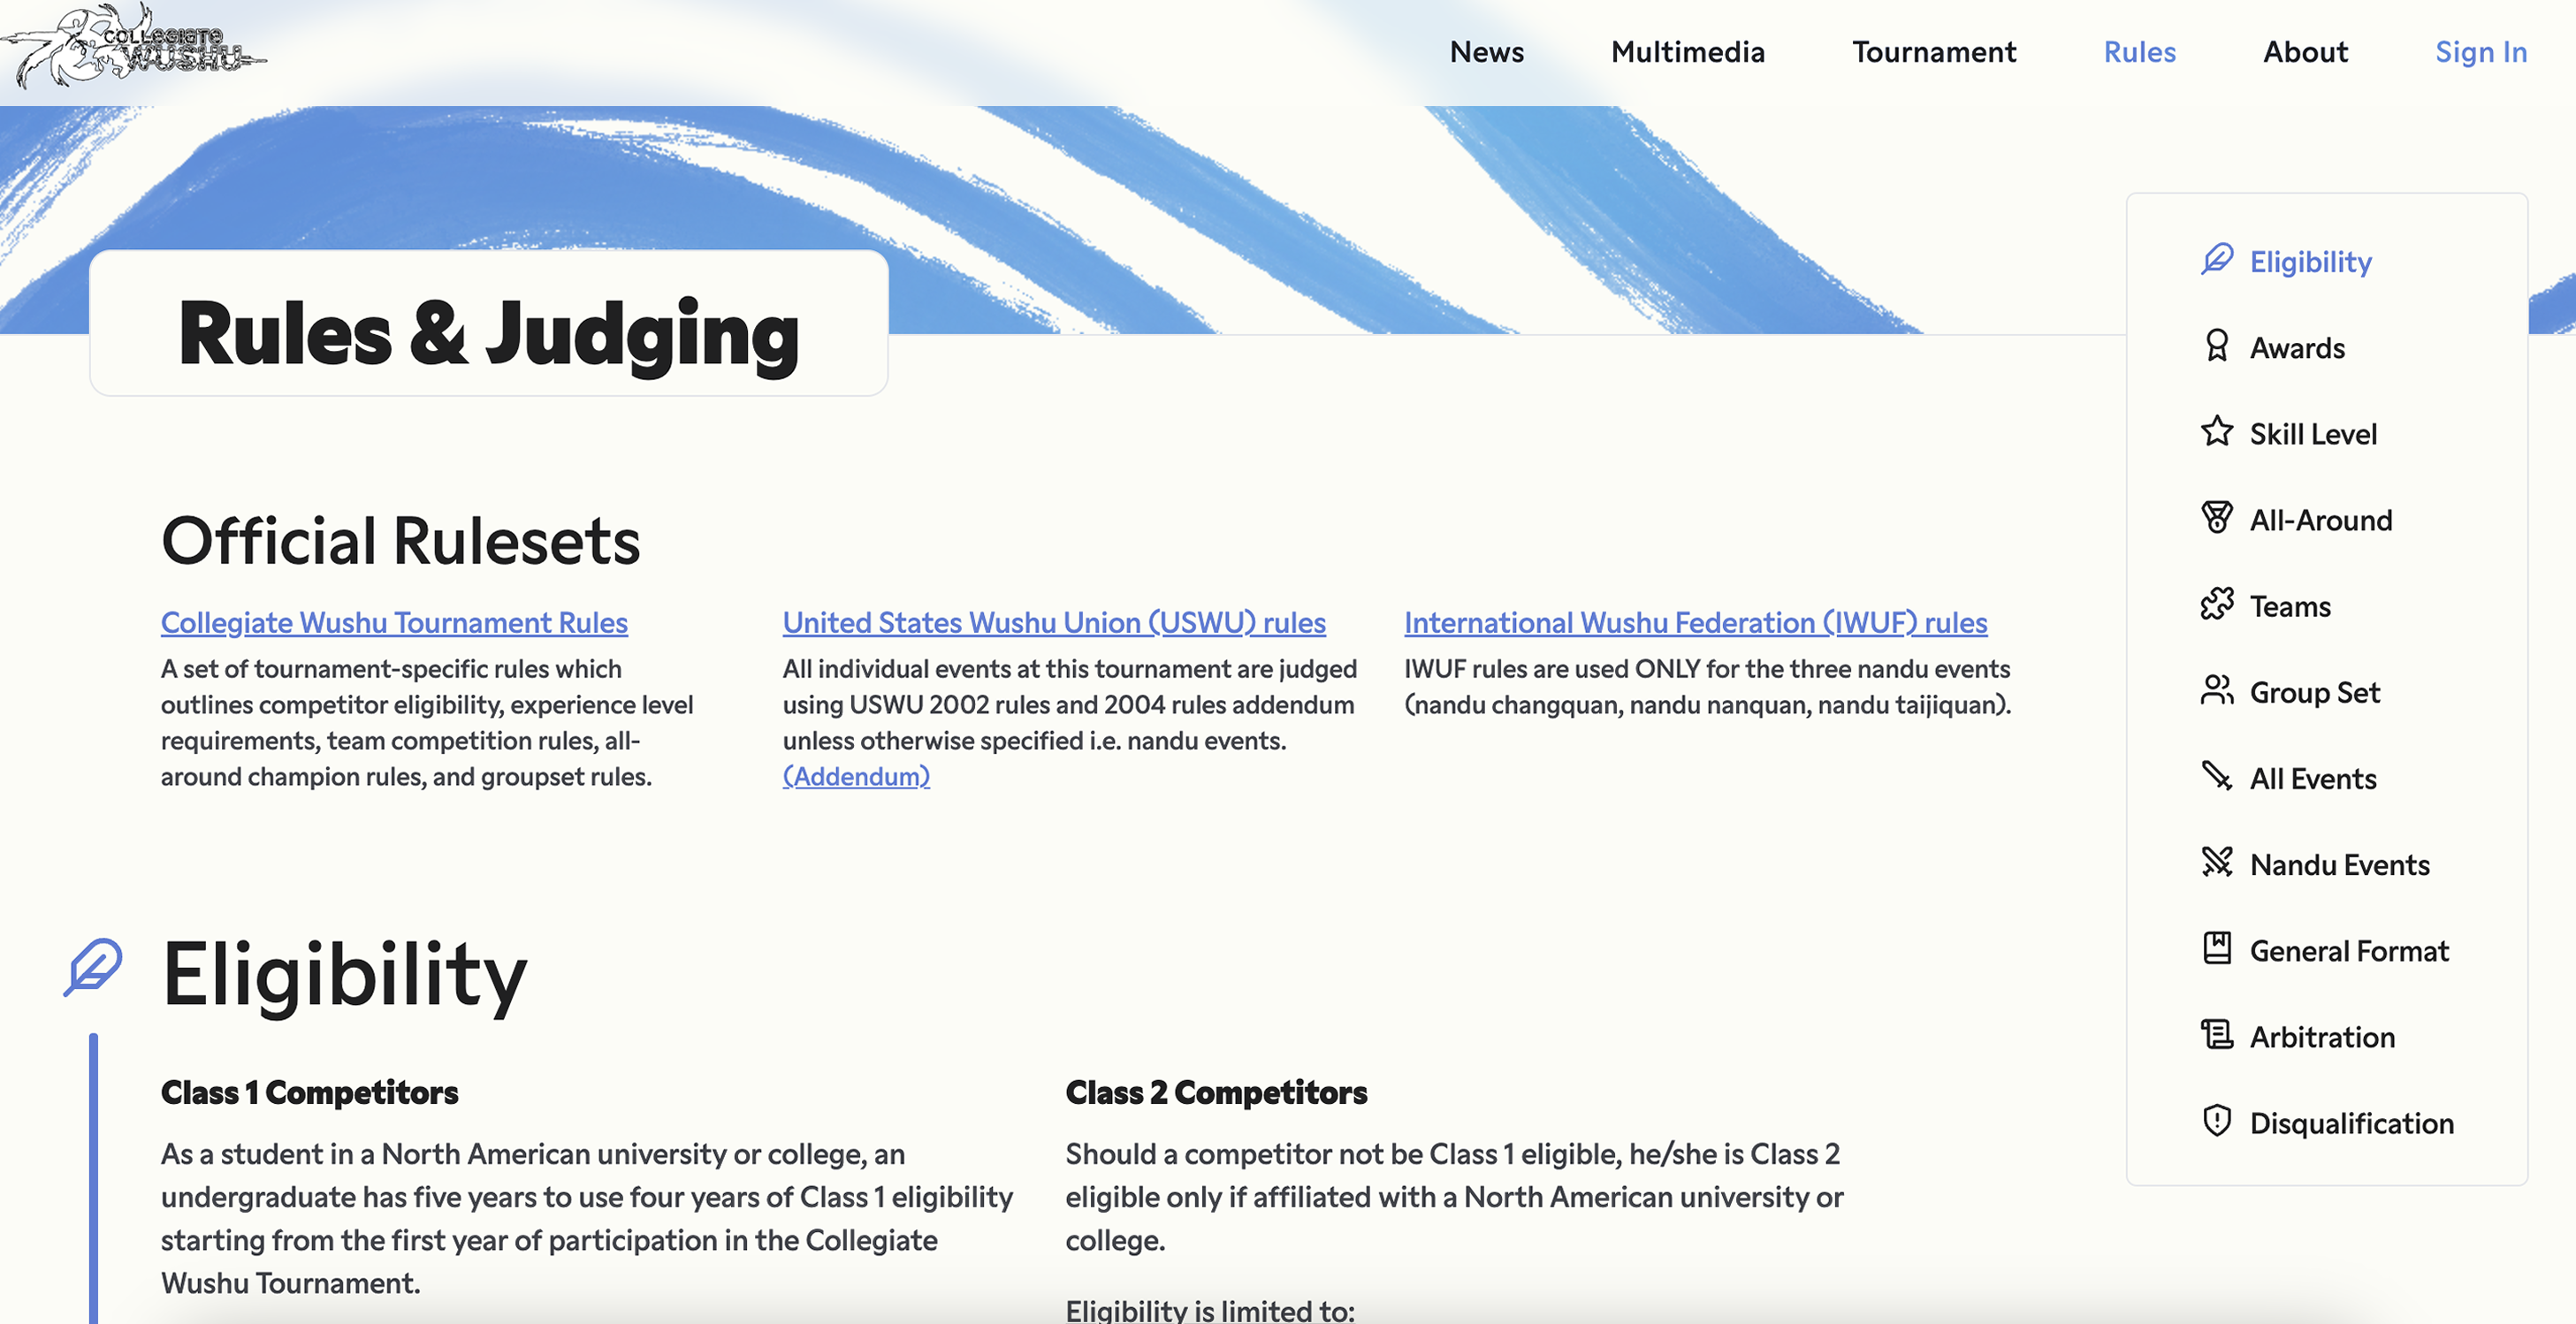 COLLEGIATE
WUSHU
News Multimedia Tournament Rules About Sign In
Rules & Judging
Official Rulesets
Collegiate Wushu Tournament Rules
A set of tournament-specific rules which
outlines competitor eligibility, experience level
requirements, team competition rules, all-
around champion rules, and groupset rules.
United States Wushu Union (USWU) rules
All individual events at this tournament are judged
using USWU 2002 rules and 2004 rules addendum
unless otherwise specified i.e. nandu events.
(Addendum)
International Wushu Federation (IWUF) rules
IWUF rules are used ONLY for the three nandu events
(nandu changquan, nandu nanquan, nandu taijiquan).
Eligibility
Class 1 Competitors
As a student in a North American university or college, an
undergraduate has five years to use four years of Class 1 eligibility
starting from the first year of participation in the Collegiate
Wushu Tournament.
Class 2 Competitors
Should a competitor not be Class 1 eligible, he/she is Class 2
eligible only if affiliated with a North American university or
college.
Eligibility is limited to:
Eligibility
Awards
Skill Level
All-Around
Teams
Group Set
All Events
Nandu Events
General Format
Arbitration
Disqualification